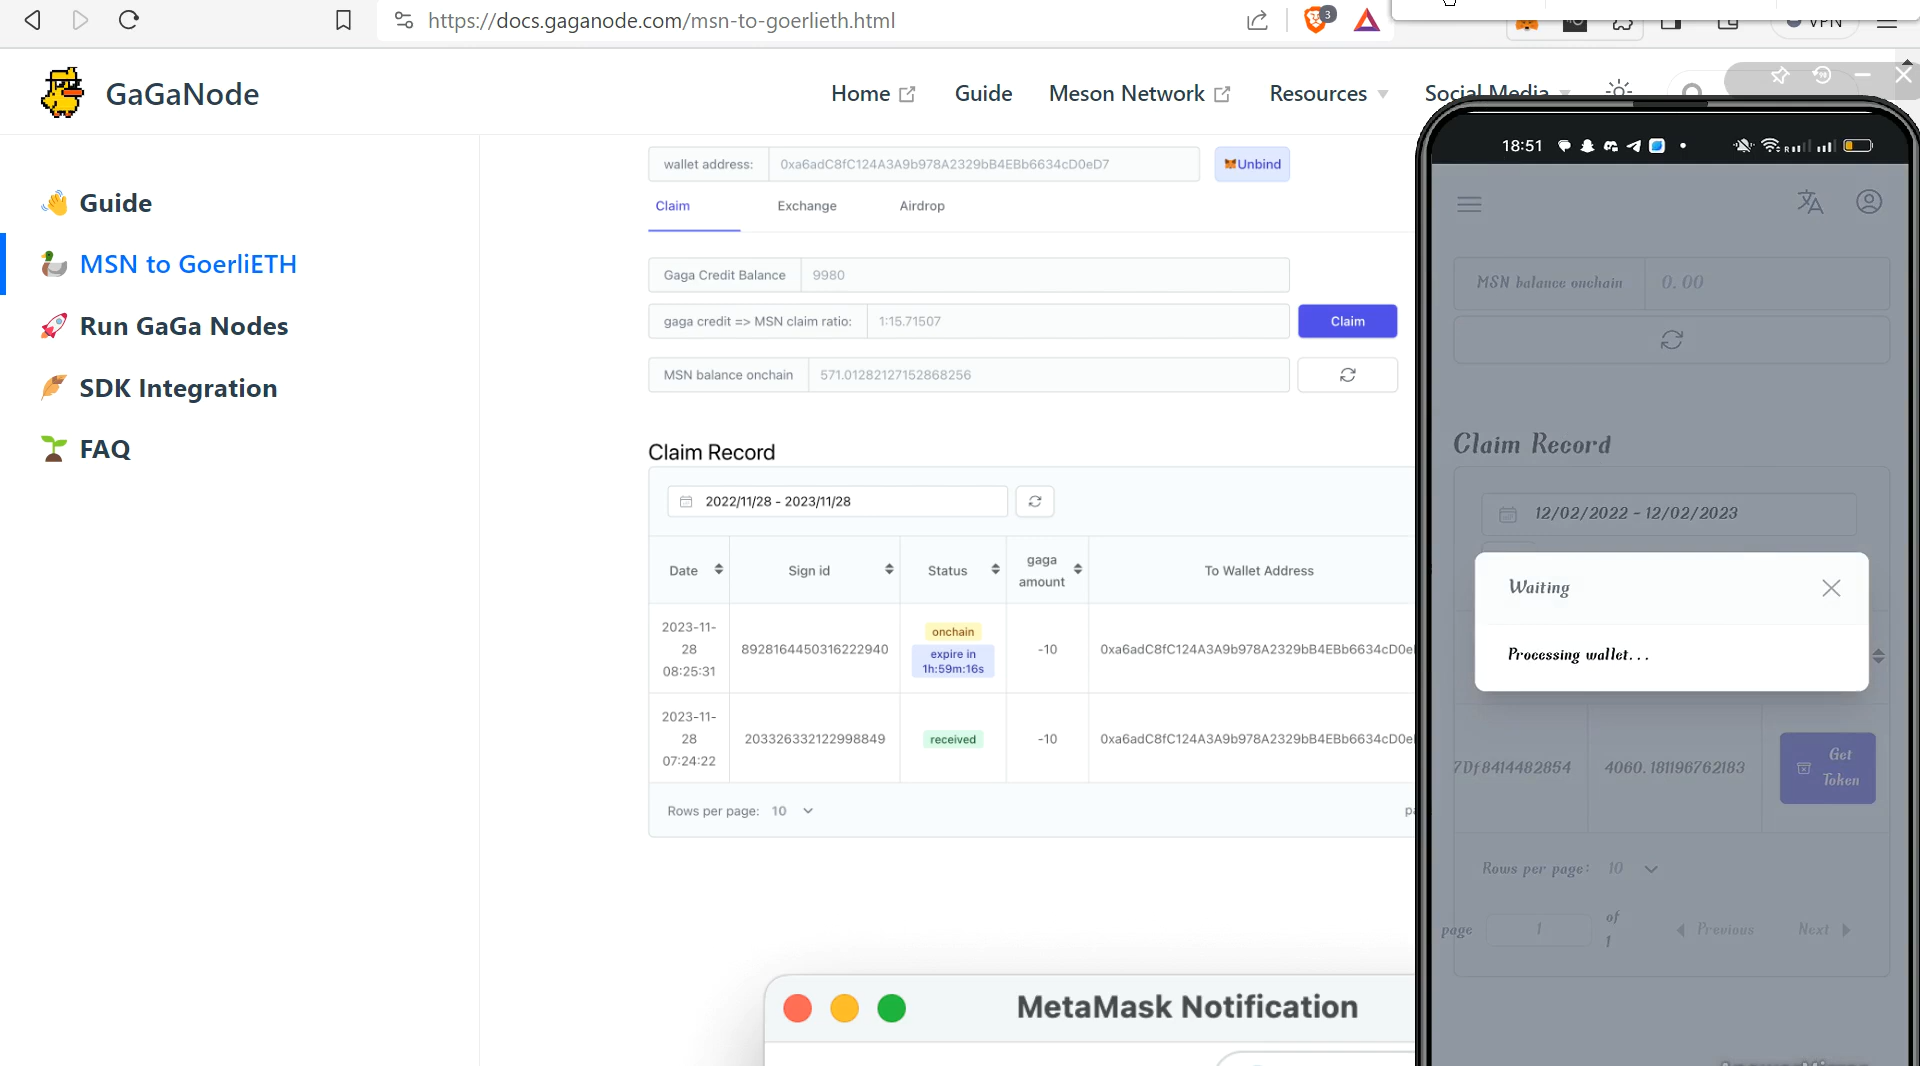 https://docs.gaganode.com/msn-to-goerlieth.html
3
VPN
GaGaNode
Home
Guide
Meson Network
Resources
Social Media
Guide
MSN to GoerliETH
Run GaGa Nodes
SDK Integration
FAQ
wallet address:
0xa6adC8fC124A3A9b978A2329bB4EBb6634cD0eD7
Unbind
Claim
Exchange
Airdrop
Gaga Credit Balance
9980
gaga credit => MSN claim ratio:
1:15.71507
Claim
MSN balance onchain
571.01282127152868256
Claim Record
2022/11/28 - 2023/11/28
Date
Sign id
Status
gaga
amount
To Wallet Address
2023-11-
28
08:25:31
8928164450316222940
onchain
expire in
1h:59m:16s
-10
0xa6adC8fC124A3A9b978A2329bB4EBb6634cD0e
2023-11-
28
07:24:22
203326332122998849
received
-10
0xa6adC8fC124A3A9b978A2329bB4EBb6634cD0e
Rows per page: 10
MetaMask Notification
18:51
MSN balance onchain
0.00
Claim Record
12/02/2022 - 12/02/2023
Waiting
Processing wallet...
7Df8414482854
4060.181196762183
Get
Token
Rows per page: 10
page
1
of
1
Previous
Next